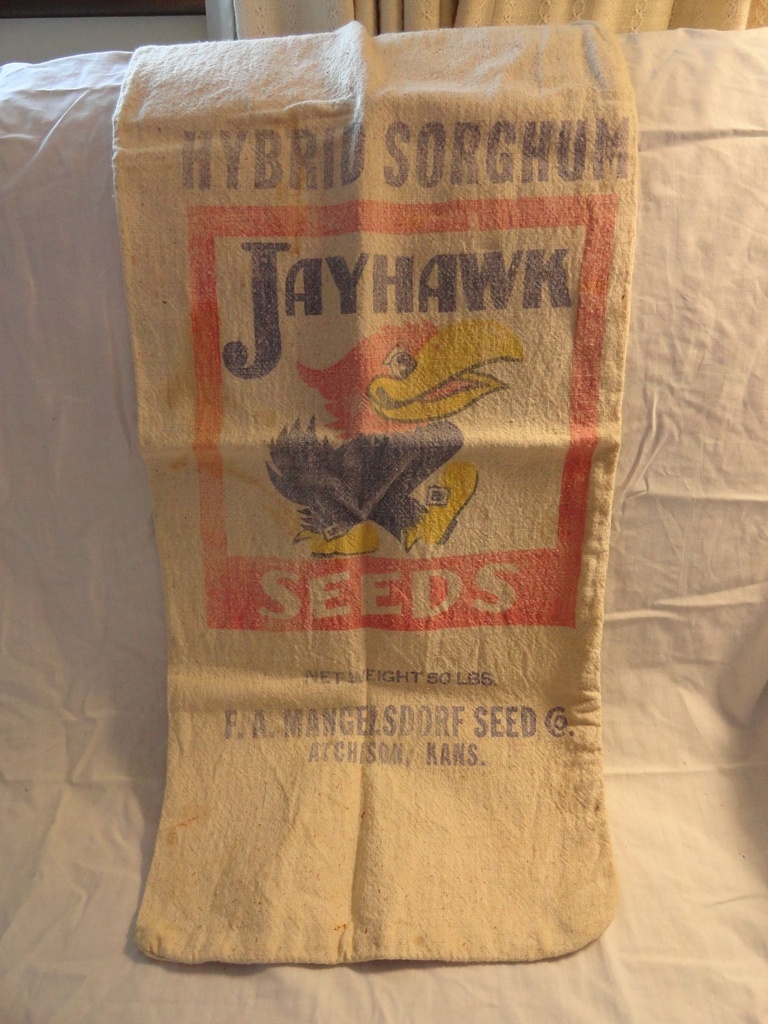 HYBRID SORGHUM
JAYHAWK
SEEDS
NET WEIGHT 50 LBS.
F. A. MANGELSDORF SEED Co.
ATCHISON, KANS.